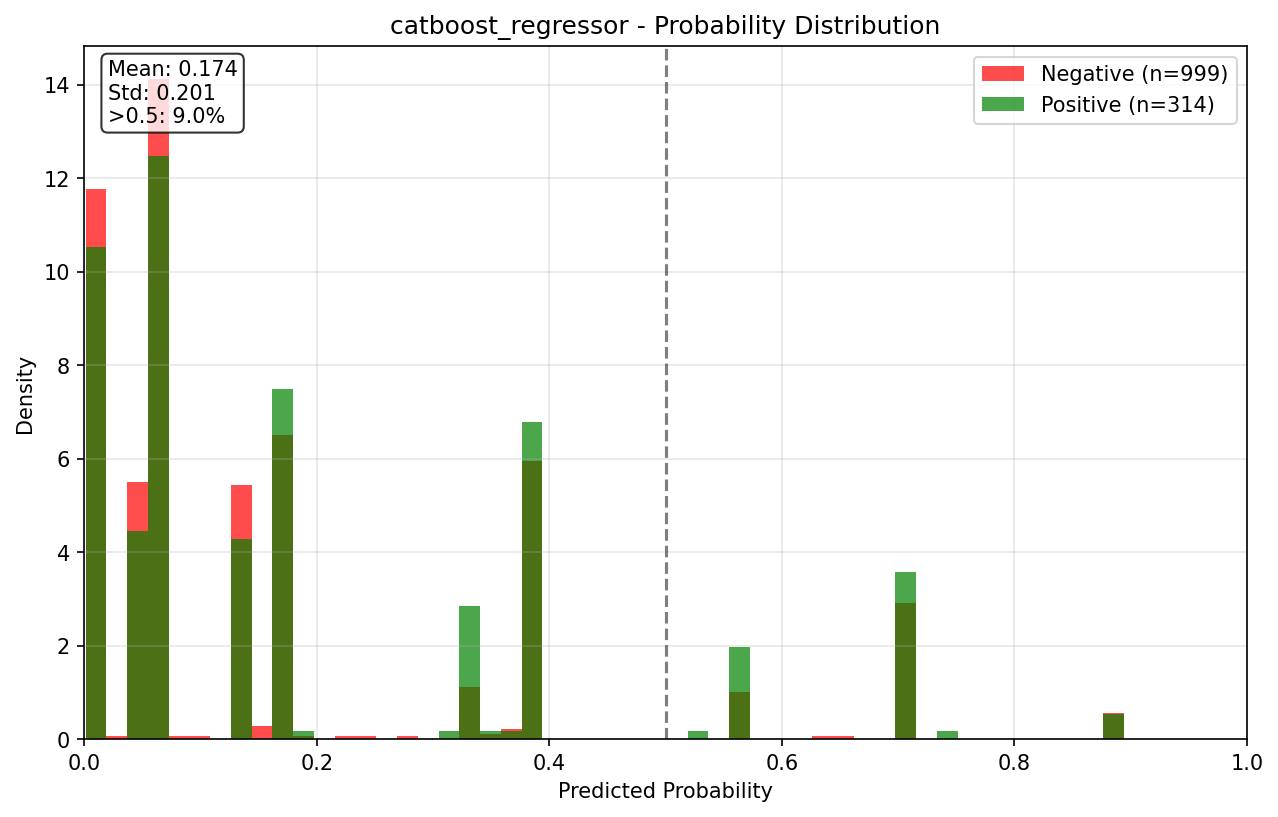 catboost_regressor - Probability Distribution
Mean: 0.174
Std: 0.201
>0.5: 9.0%
Negative (n=999)
Positive (n=314)
Density
14
12
10
8
6
4
2
0
0.0 0.2 0.4 0.6 0.8 1.0
Predicted Probability